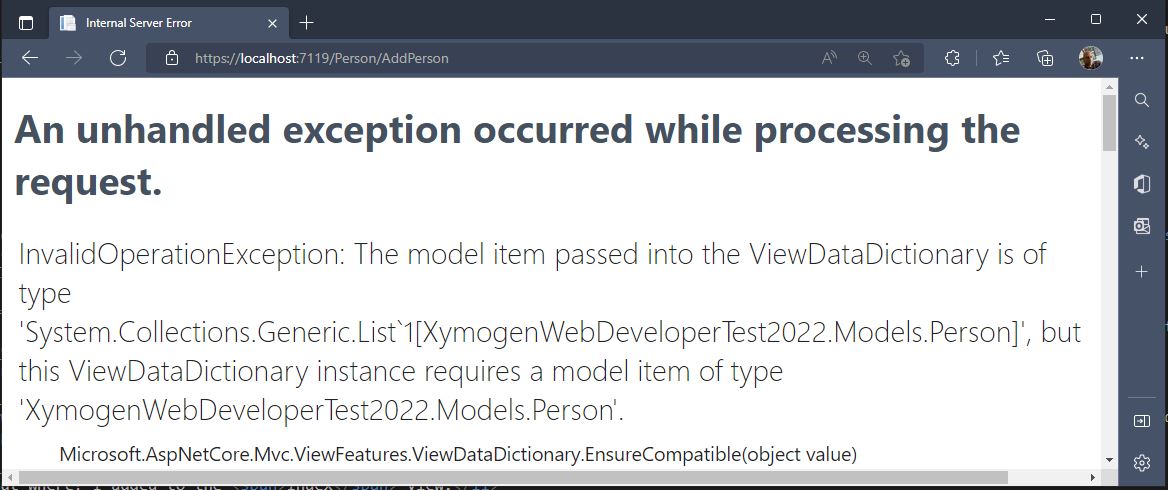 Internal Server Error
https://localhost:7119/Person/AddPerson
An unhandled exception occurred while processing the
request.
InvalidOperationException: The model item passed into the ViewDataDictionary is of
type
'System.Collections.Generic.List`1[XymogenWebDeveloperTest2022.Models.Person]', but
this ViewDataDictionary instance requires a model item of type
'XymogenWebDeveloperTest2022.Models.Person'.
Microsoft.AspNetCore.Mvc.ViewFeatures.ViewDataDictionary.EnsureCompatible(object value)